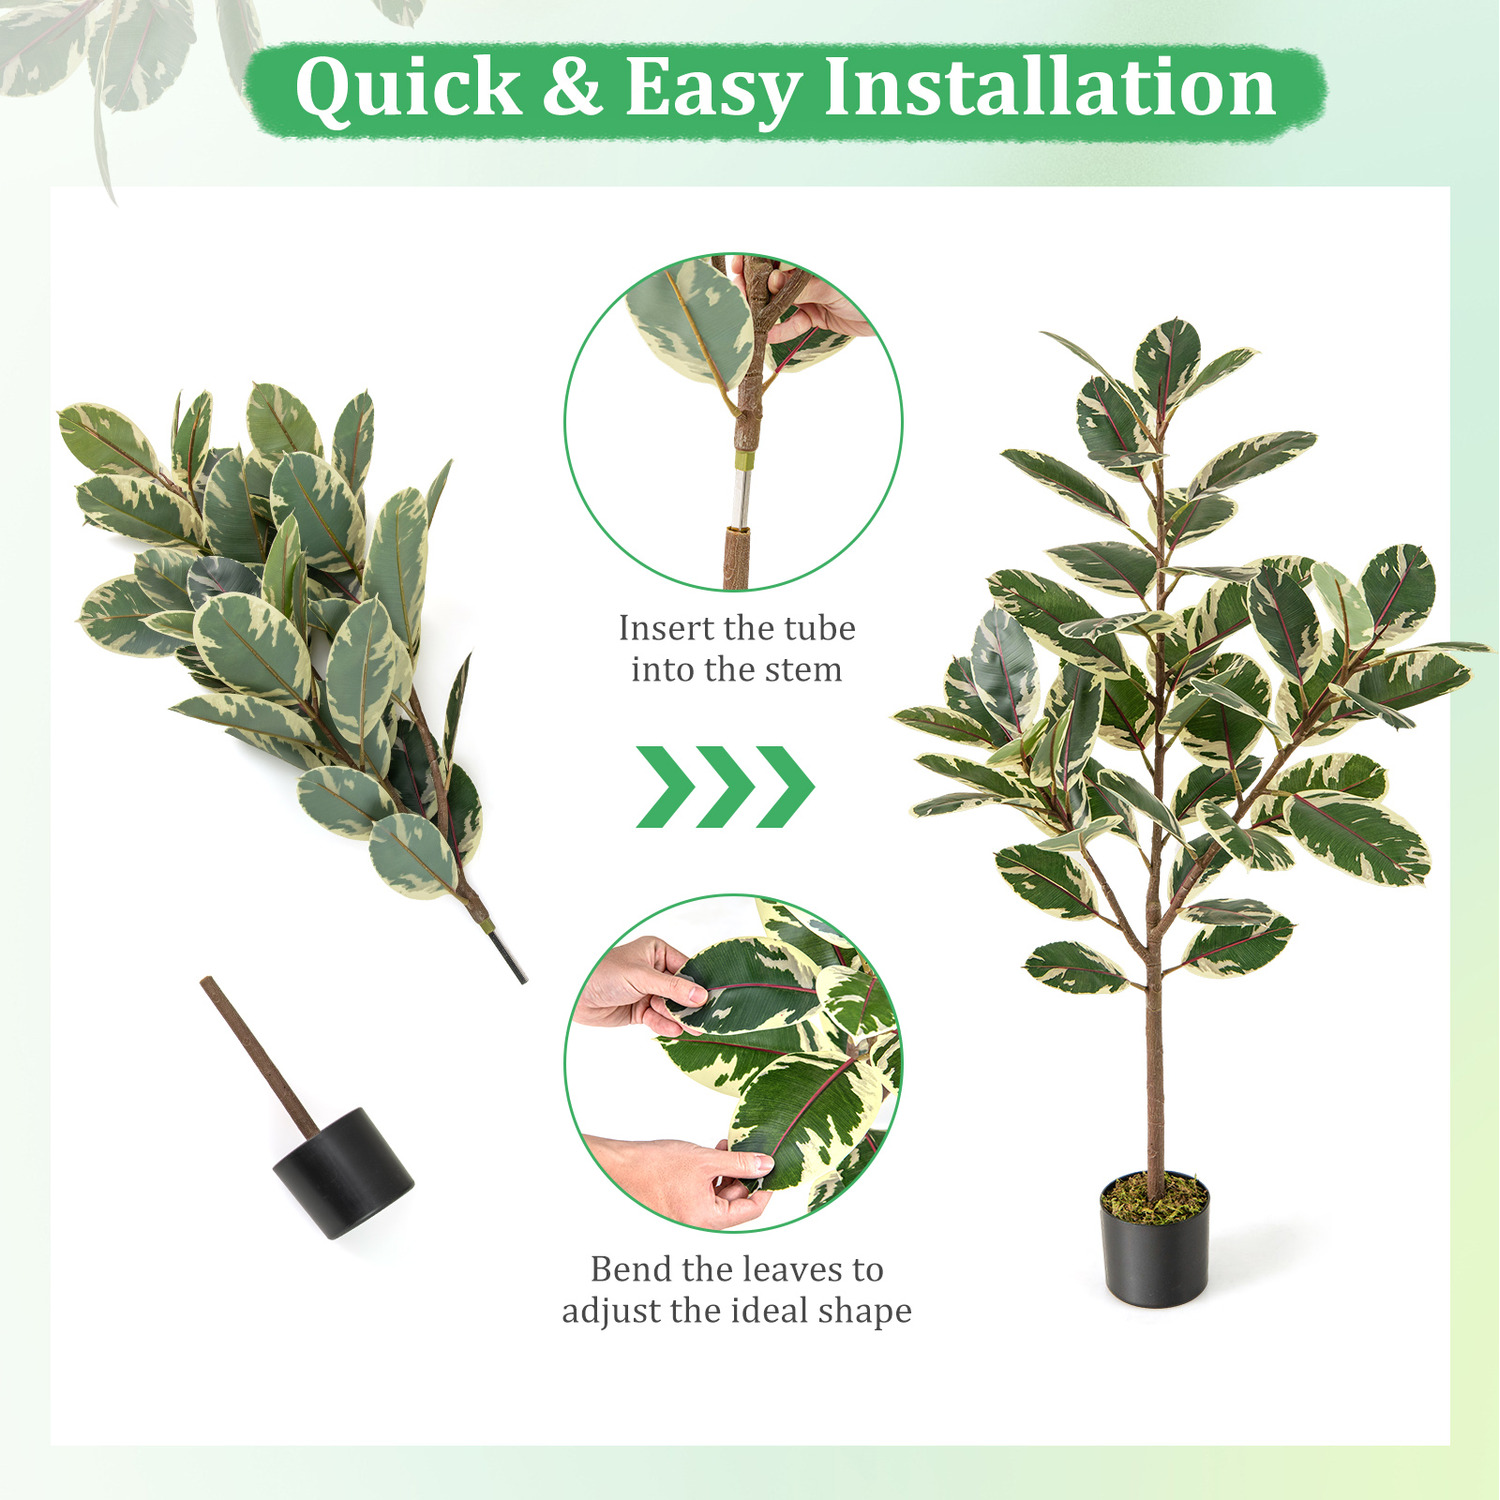 Quick & Easy Installation
Insert the tube
into the stem
Bend the leaves to
adjust the ideal shape